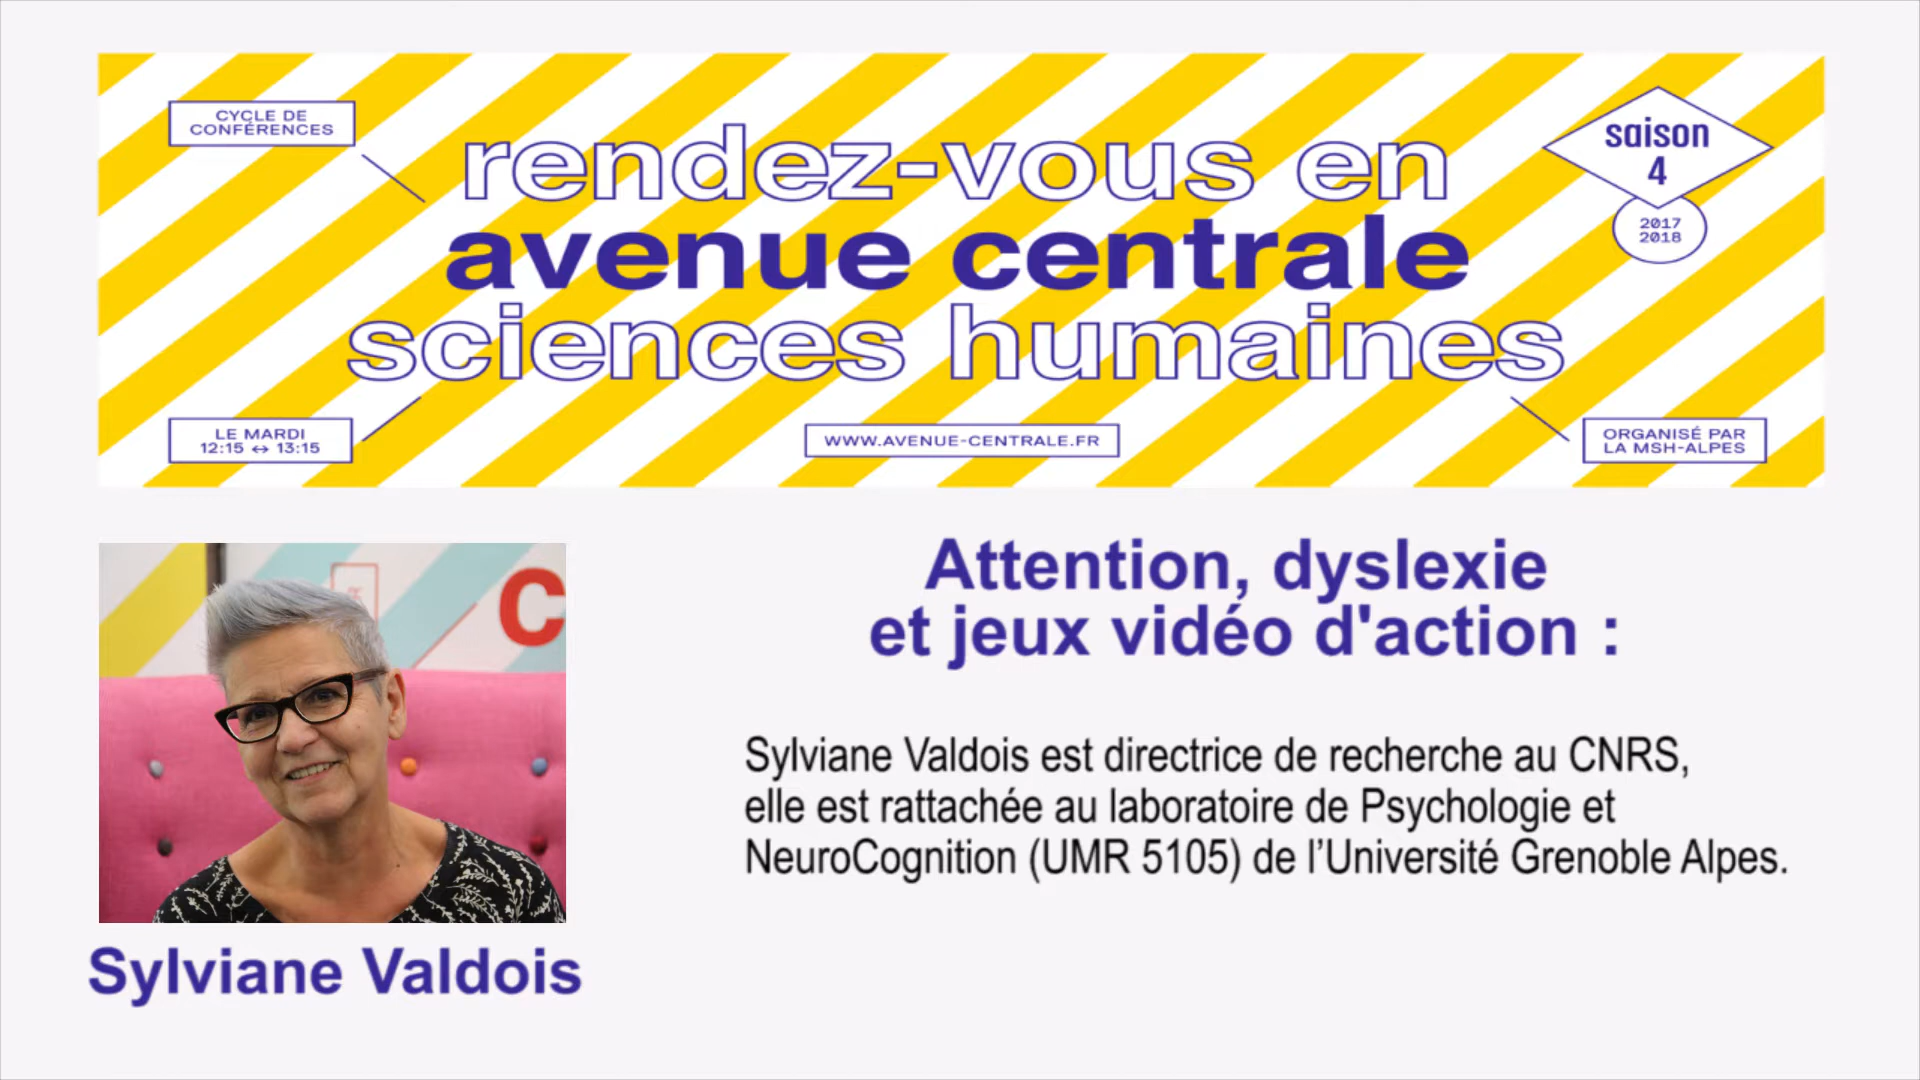 CYCLE DE
CONFÉRENCES
rendez-vous en
avenue centrale
sciences humaines
saison
4
2017
2018
LE MARDI
12:15 ↔ 13:15
WWW.AVENUE-CENTRALE.FR
ORGANISÉ PAR
LA MSH-ALPES
C
Attention, dyslexie
et jeux vidéo d'action :
Sylviane Valdois est directrice de recherche au CNRS,
elle est rattachée au laboratoire de Psychologie et
NeuroCognition (UMR 5105) de l’Université Grenoble Alpes.
Sylviane Valdois